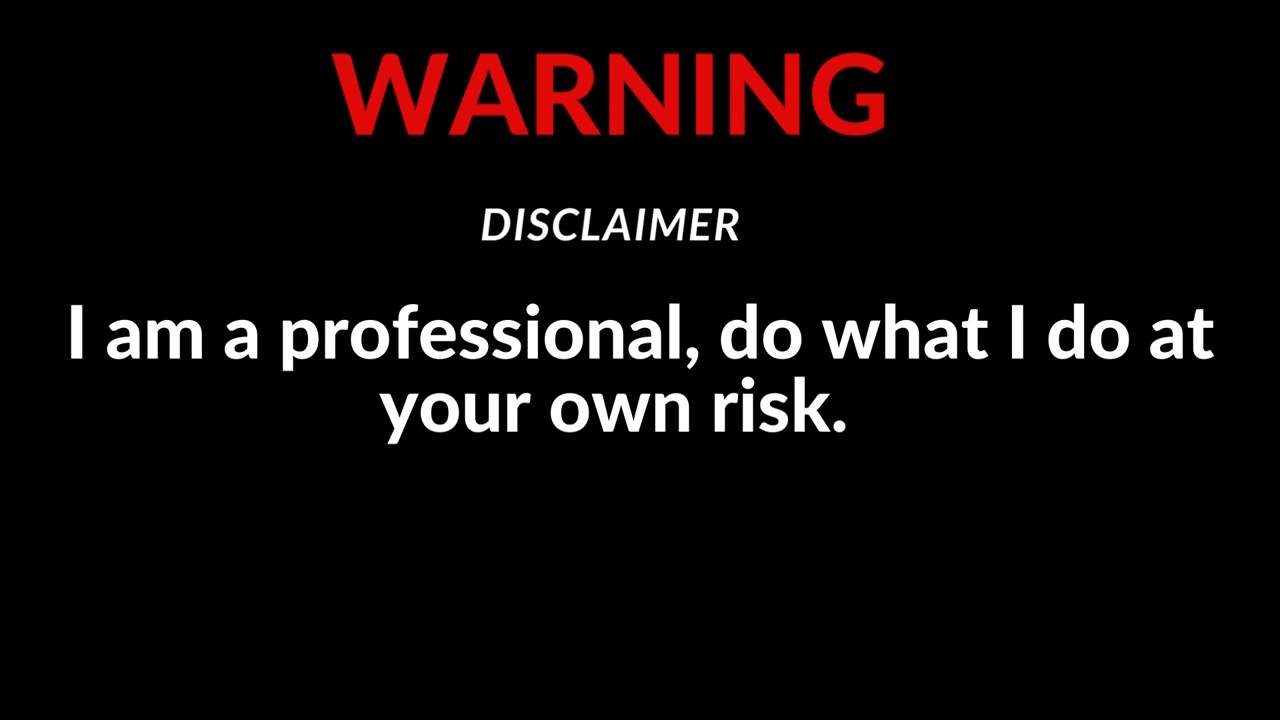 WARNING
DISCLAIMER
I am a professional, do what I do at
your own risk.